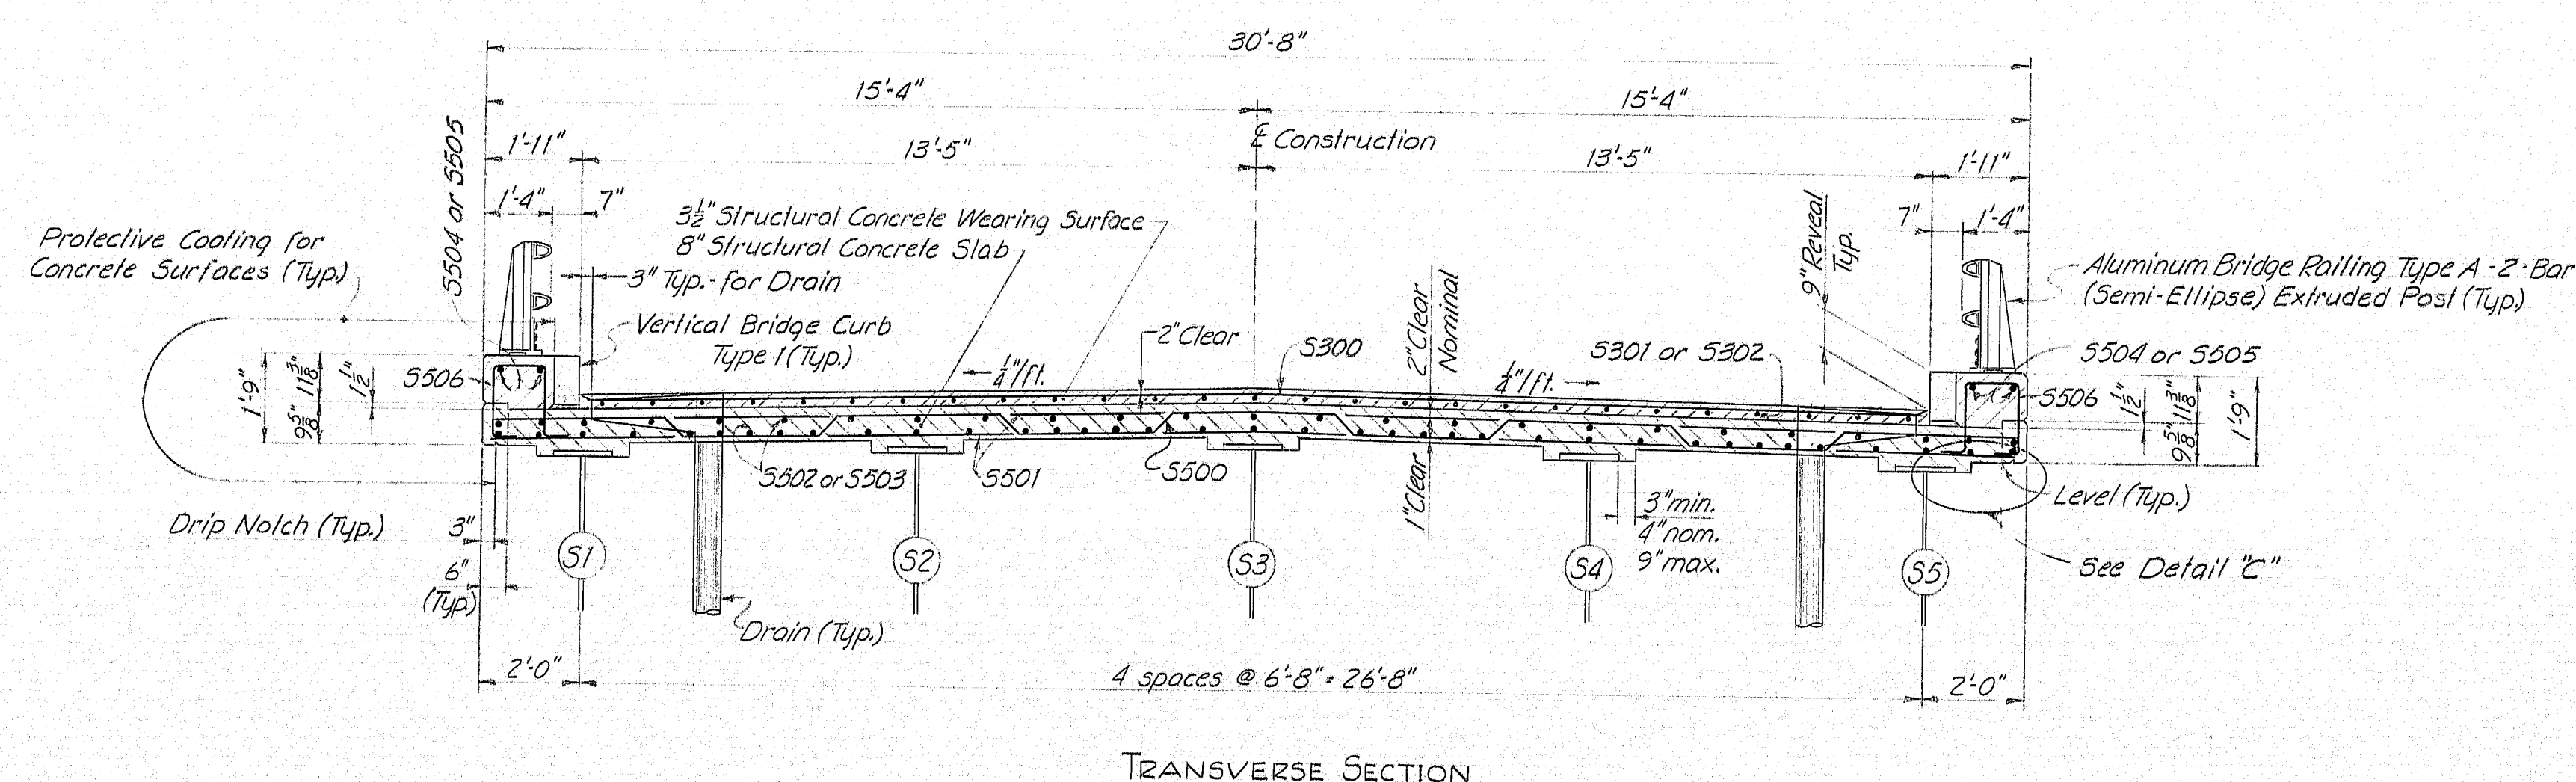 30'-8"
15'-4"
15'-4"
℄ Construction
1'-11"
13'-5"
13'-5"
1'-11"
S504 or S505
1'-4"
7"
7"
1'-4"
3½" Structural Concrete Wearing Surface
8" Structural Concrete Slab
3" Typ.-for Drain
Protective Coating for
Concrete Surfaces (Typ.)
9" Reveal
Typ.
Aluminum Bridge Railing Type A-2-Bar
(Semi-Ellipse) Extruded Post (Typ.)
Vertical Bridge Curb
Type 1 (Typ.)
2" Clear
2" Clear
Nominal
S300
S301 or S302
S504 or S505
¼"/ft.
¼"/ft.
S506
S506
1'-9"
11⅜"
9⅝"
1½"
1½"
11⅜"
9⅝"
1'-9"
S502 or S503
S501
S500
1" Clear
3" min.
4" nom.
9" max.
Level (Typ.)
Drip Notch (Typ.)
3"
6"
(Typ.)
S1
S2
S3
S4
S5
See Detail "C"
Drain (Typ.)
2'-0"
4 spaces @ 6'-8" = 26'-8"
2'-0"
TRANSVERSE SECTION